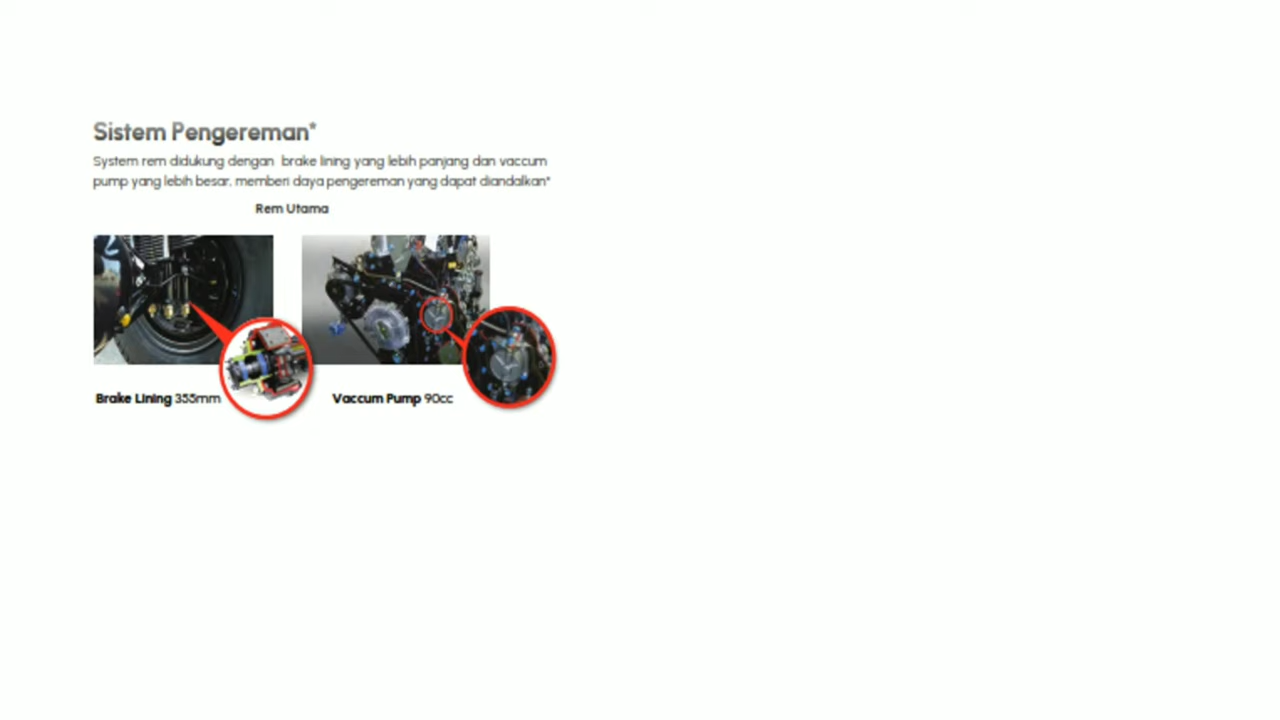 Sistem Pengereman*
System rem didukung dengan brake lining yang lebih panjang dan vaccum
pump yang lebih besar, memberi daya pengereman yang dapat diandalkan*
Rem Utama
Brake Lining 355mm
Vaccum Pump 90cc